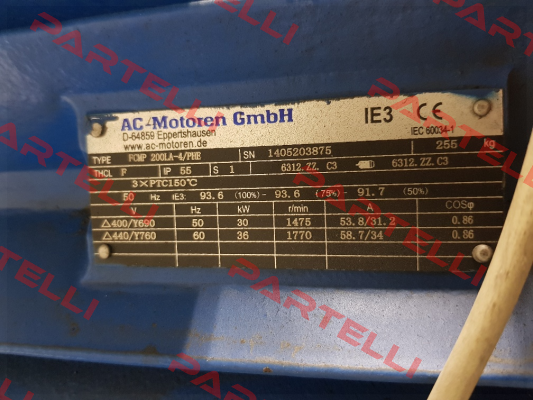 AC-Motoren GmbH IE3 CE
D-64859 Eppertshausen
www.ac-motoren.de IEC 60034-1
TYPE FCMP 200LA-4/PHE SN 1405203875 255 kg
THCL F IP 55 S 1 6312.ZZ.C3 6312.ZZ.C3
3×PTC150℃
50 Hz IE3: 93.6 (100%)- 93.6 (75%)- 91.7 (50%)
V Hz kW r/min A COSφ
△400/Y690 50 30 1475 53.8/31.2 0.86
△440/Y760 60 36 1770 58.7/34 0.86
PARTELLI
PARTELLI
PARTELLI
PARTELLI
PARTELLI